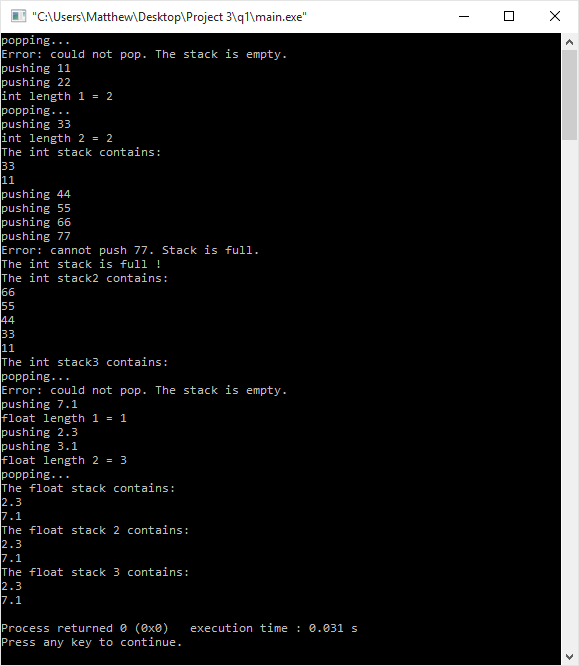 "C:\Users\Matthew\Desktop\Project 3\q1\main.exe"
popping...
Error: could not pop. The stack is empty.
pushing 11
pushing 22
int length 1 = 2
popping...
pushing 33
int length 2 = 2
The int stack contains:
33
11
pushing 44
pushing 55
pushing 66
pushing 77
Error: cannot push 77. Stack is full.
The int stack is full !
The int stack2 contains:
66
55
44
33
11
The int stack3 contains:
popping...
Error: could not pop. The stack is empty.
pushing 7.1
float length 1 = 1
pushing 2.3
pushing 3.1
float length 2 = 3
popping...
The float stack contains:
2.3
7.1
The float stack 2 contains:
2.3
7.1
The float stack 3 contains:
2.3
7.1
Process returned 0 (0x0)   execution time : 0.031 s
Press any key to continue.